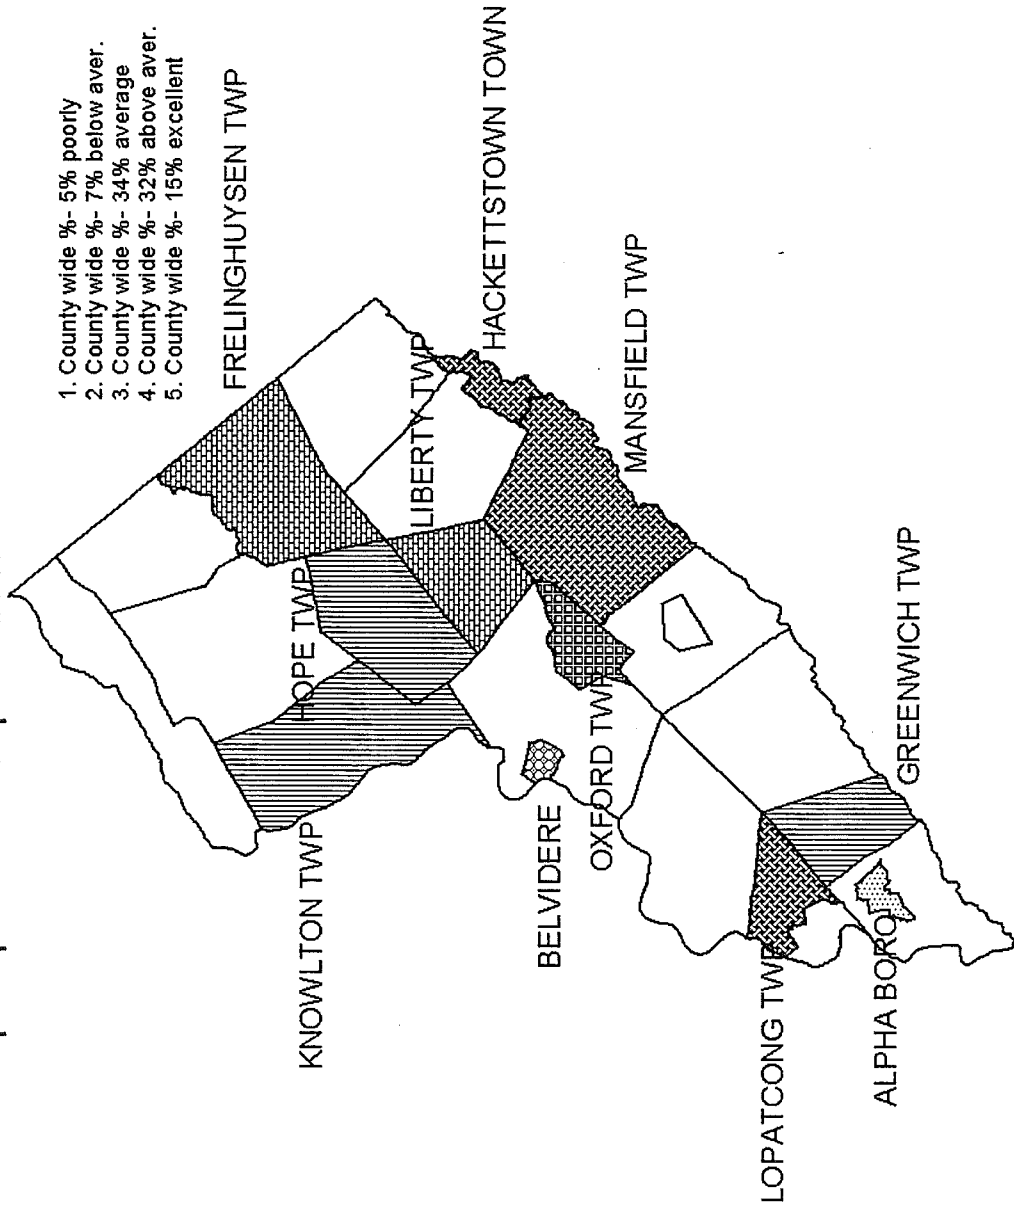 1. County wide %- 5% poorly
2. County wide %- 7% below aver.
3. County wide %- 34% average
4. County wide %- 32% above aver.
5. County wide %- 15% excellent
FRELINGHUYSEN TWP
HACKETTSTOWN TOWN
LIBERTY TWP
MANSFIELD TWP
HOPE TWP
KNOWLTON TWP
GREENWICH TWP
OXFORD TWP
BELVIDERE
ALPHA BORO
LOPATCONG TWP